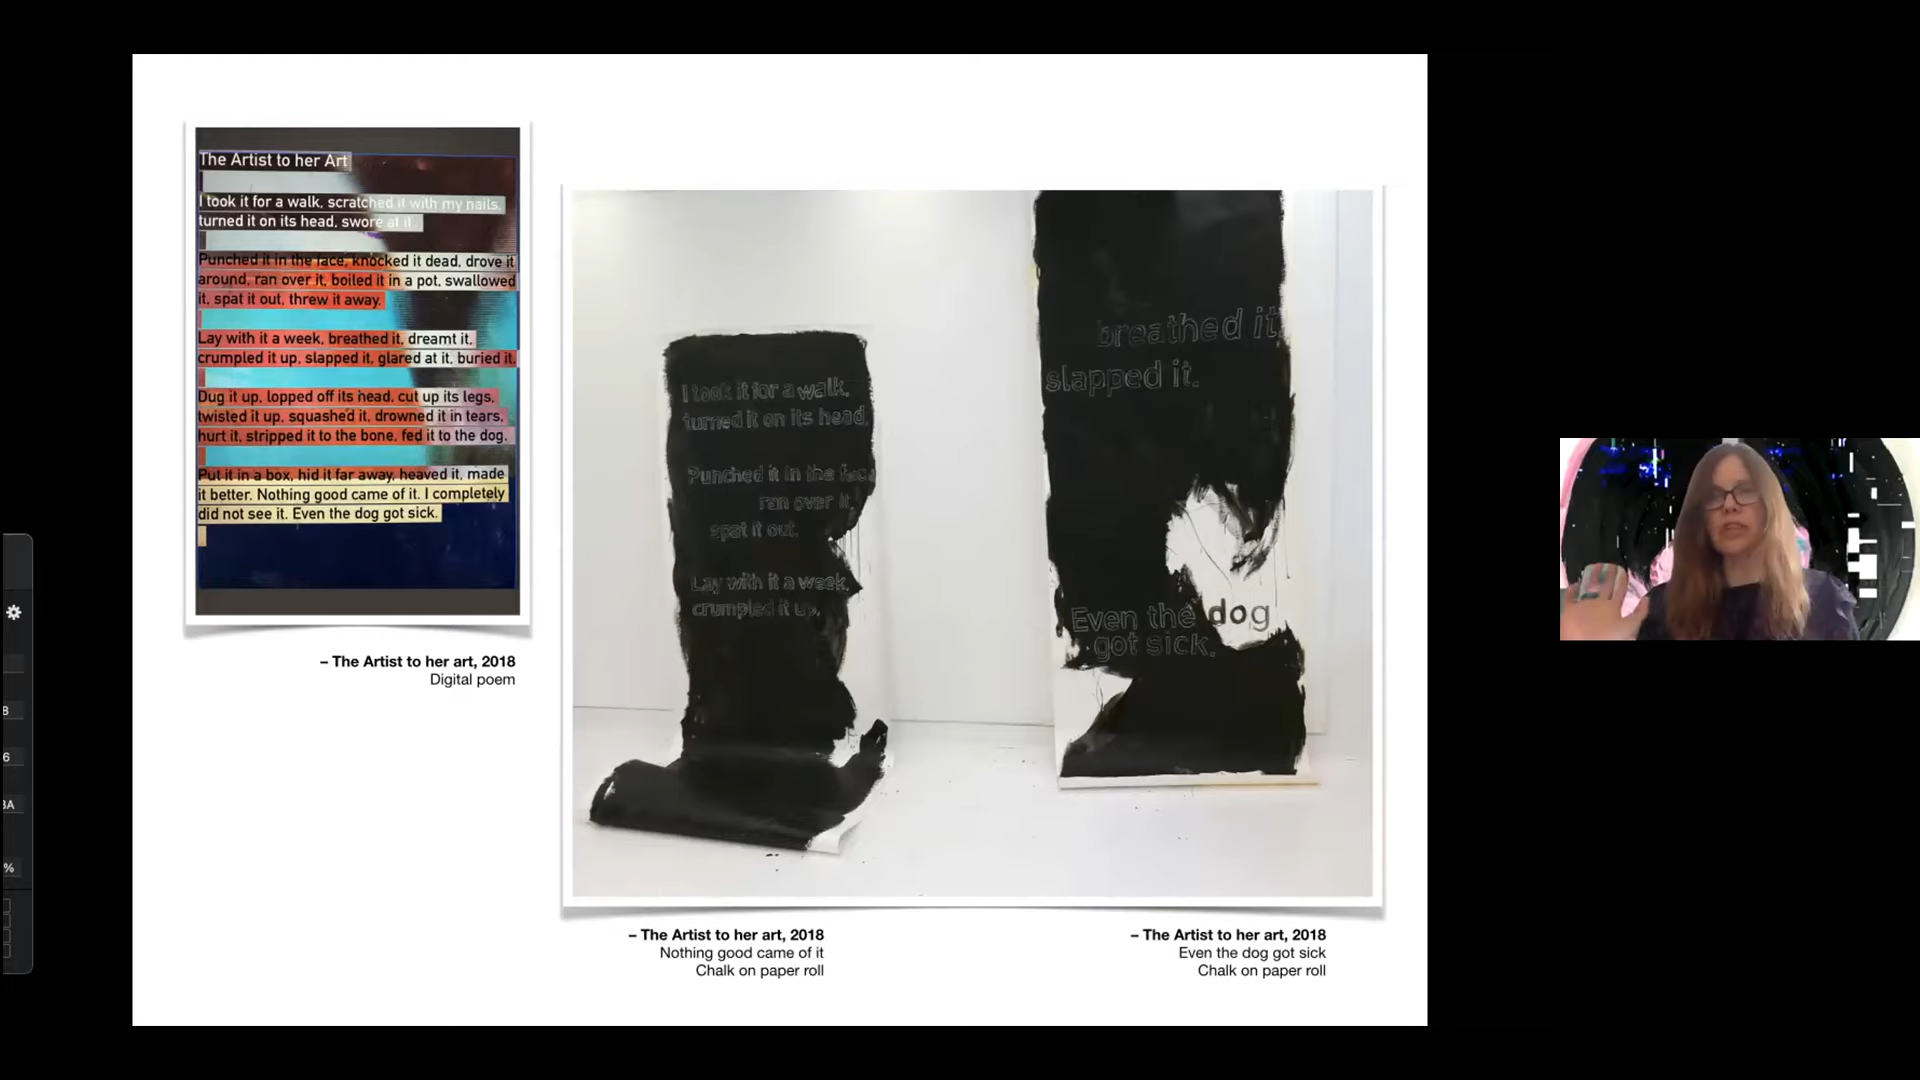 The Artist to her Art
I took it for a walk, scratched it with my nails,
turned it on its head, swore at it.
Punched it in the face, knocked it dead, drove it
around, ran over it, boiled it in a pot, swallowed
it, spat it out, threw it away.
Lay with it a week, breathed it, dreamt it,
crumpled it up, slapped it, glared at it, buried it.
Dug it up, lopped off its head, cut up its legs,
twisted it up, squashed it, drowned it in tears,
hurt it, stripped it to the bone, fed it to the dog.
Put it in a box, hid it far away, heaved it, made
it better. Nothing good came of it. I completely
did not see it. Even the dog got sick.
– The Artist to her art, 2018
Digital poem
I took it for a walk,
turned it on its head,
Punched it in the face
ran over it,
spat it out.
Lay with it a week,
crumpled it up,
breathed it,
slapped it.
Even the dog
got sick.
– The Artist to her art, 2018
Nothing good came of it
Chalk on paper roll
– The Artist to her art, 2018
Even the dog got sick
Chalk on paper roll
6
%